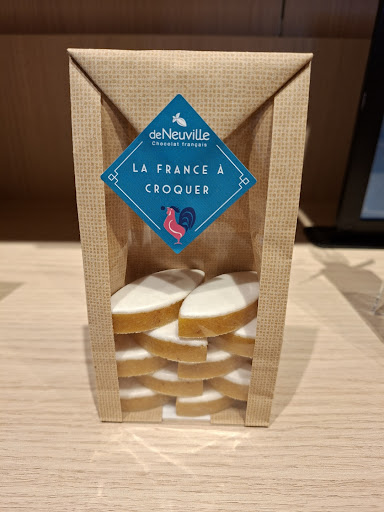 deNeuville
Chocolat français
LA FRANCE À
CROQUER